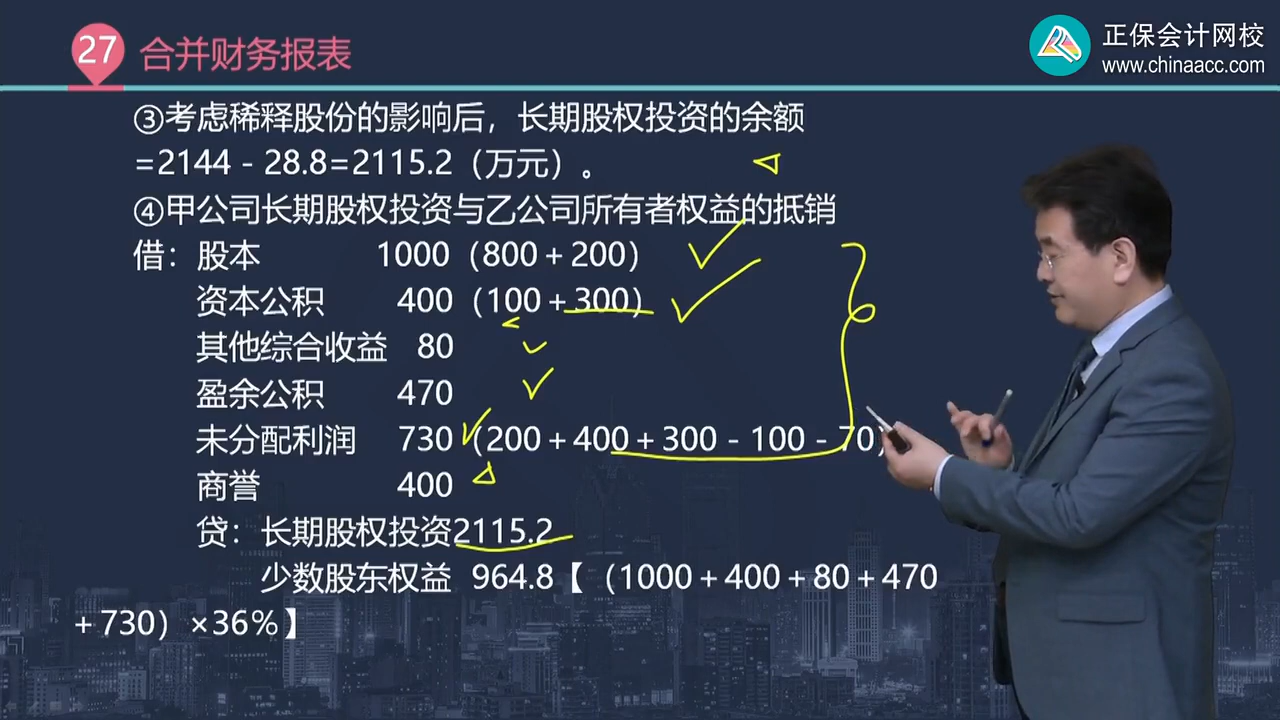 27 合并财务报表
正保会计网校
www.chinaacc.com
③考虑稀释股份的影响后，长期股权投资的余额
=2144－28.8=2115.2（万元）。
④甲公司长期股权投资与乙公司所有者权益的抵销
借：股本 1000（800＋200）
资本公积 400（100＋300）
其他综合收益 80
盈余公积 470
未分配利润 730（200＋400＋300－100－70）
商誉 400
贷：长期股权投资2115.2
少数股东权益 964.8【（1000＋400＋80＋470
＋730）×36%】